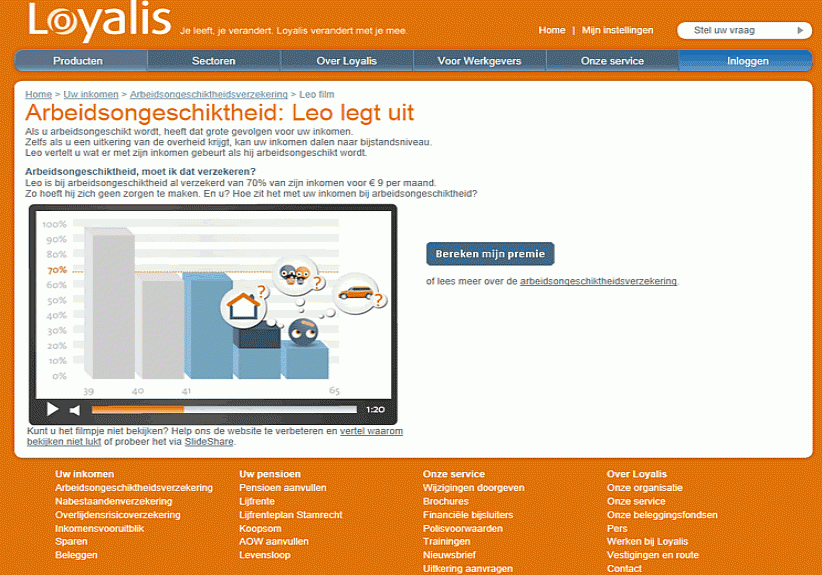 Loyalis
Je leeft, je verandert. Loyalis verandert met je mee.
Home | Mijn instellingen
Stel uw vraag
Producten
Sectoren
Over Loyalis
Voor Werkgevers
Onze service
Inloggen
Home > Uw inkomen > Arbeidsongeschiktheidsverzekering > Leo film
Arbeidsongeschiktheid: Leo legt uit
Als u arbeidsongeschikt wordt, heeft dat grote gevolgen voor uw inkomen.
Zelfs als u een uitkering van de overheid krijgt, kan uw inkomen dalen naar bijstandsniveau.
Leo vertelt u wat er met zijn inkomen gebeurt als hij arbeidsongeschikt wordt.
Arbeidsongeschiktheid, moet ik dat verzekeren?
Leo is bij arbeidsongeschiktheid al verzekerd van 70% van zijn inkomen voor € 9 per maand.
Zo hoeft hij zich geen zorgen te maken. En u? Hoe zit het met uw inkomen bij arbeidsongeschiktheid?
100%
90%
80%
70%
60%
50%
40%
30%
20%
10%
0%
39
40
41
65
?
?
?
1:20
Bereken mijn premie
of lees meer over de arbeidsongeschiktheidsverzekering.
Kunt u het filmpje niet bekijken? Help ons de website te verbeteren en vertel waarom
bekijken niet lukt of probeer het via SlideShare.
Uw inkomen
Arbeidsongeschiktheidsverzekering
Nabestaandenverzekering
Overlijdensrisicoverzekering
Inkomensvooruitblik
Sparen
Beleggen
Uw pensioen
Pensioen aanvullen
Lijfrente
Lijfrenteplan Stamrecht
Koopsom
AOW aanvullen
Levensloop
Onze service
Wijzigingen doorgeven
Brochures
Financiële bijsluiters
Polisvoorwaarden
Trainingen
Nieuwsbrief
Uitkering aanvragen
Over Loyalis
Onze organisatie
Onze service
Onze beleggingsfondsen
Pers
Werken bij Loyalis
Vestigingen en route
Contact